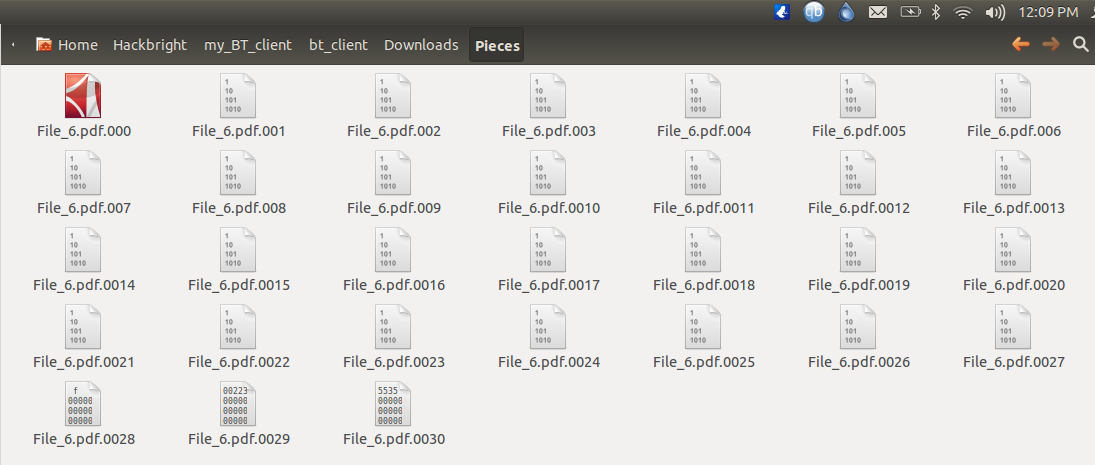 qb 12:09 PM
Home Hackbright my_BT_client bt_client Downloads Pieces
1 1 1 1 1 1
10 10 10 10 10 10
101 101 101 101 101 101
1010 1010 1010 1010 1010 1010
File_6.pdf.000 File_6.pdf.001 File_6.pdf.002 File_6.pdf.003 File_6.pdf.004 File_6.pdf.005 File_6.pdf.006
1 1 1 1 1 1 1
10 10 10 10 10 10 10
101 101 101 101 101 101 101
1010 1010 1010 1010 1010 1010 1010
File_6.pdf.007 File_6.pdf.008 File_6.pdf.009 File_6.pdf.0010 File_6.pdf.0011 File_6.pdf.0012 File_6.pdf.0013
1 1 1 1 1 1 1
10 10 10 10 10 10 10
101 101 101 101 101 101 101
1010 1010 1010 1010 1010 1010 1010
File_6.pdf.0014 File_6.pdf.0015 File_6.pdf.0016 File_6.pdf.0017 File_6.pdf.0018 File_6.pdf.0019 File_6.pdf.0020
1 1 1 1 1 1 1
10 10 10 10 10 10 10
101 101 101 101 101 101 101
1010 1010 1010 1010 1010 1010 1010
File_6.pdf.0021 File_6.pdf.0022 File_6.pdf.0023 File_6.pdf.0024 File_6.pdf.0025 File_6.pdf.0026 File_6.pdf.0027
f 00223 5535
00000 00000 00000
00000 00000 00000
00000 00000 00000
File_6.pdf.0028 File_6.pdf.0029 File_6.pdf.0030